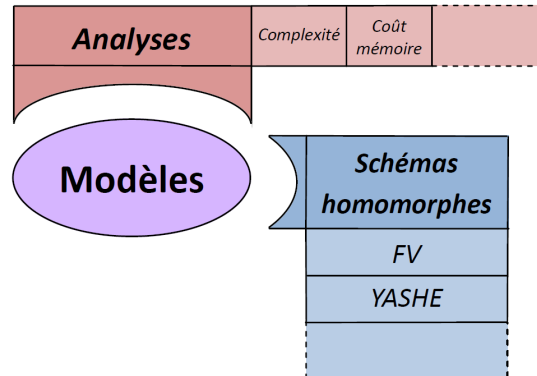 Analyses
Complexité
Coût
mémoire
Modèles
Schémas
homomorphes
FV
YASHE